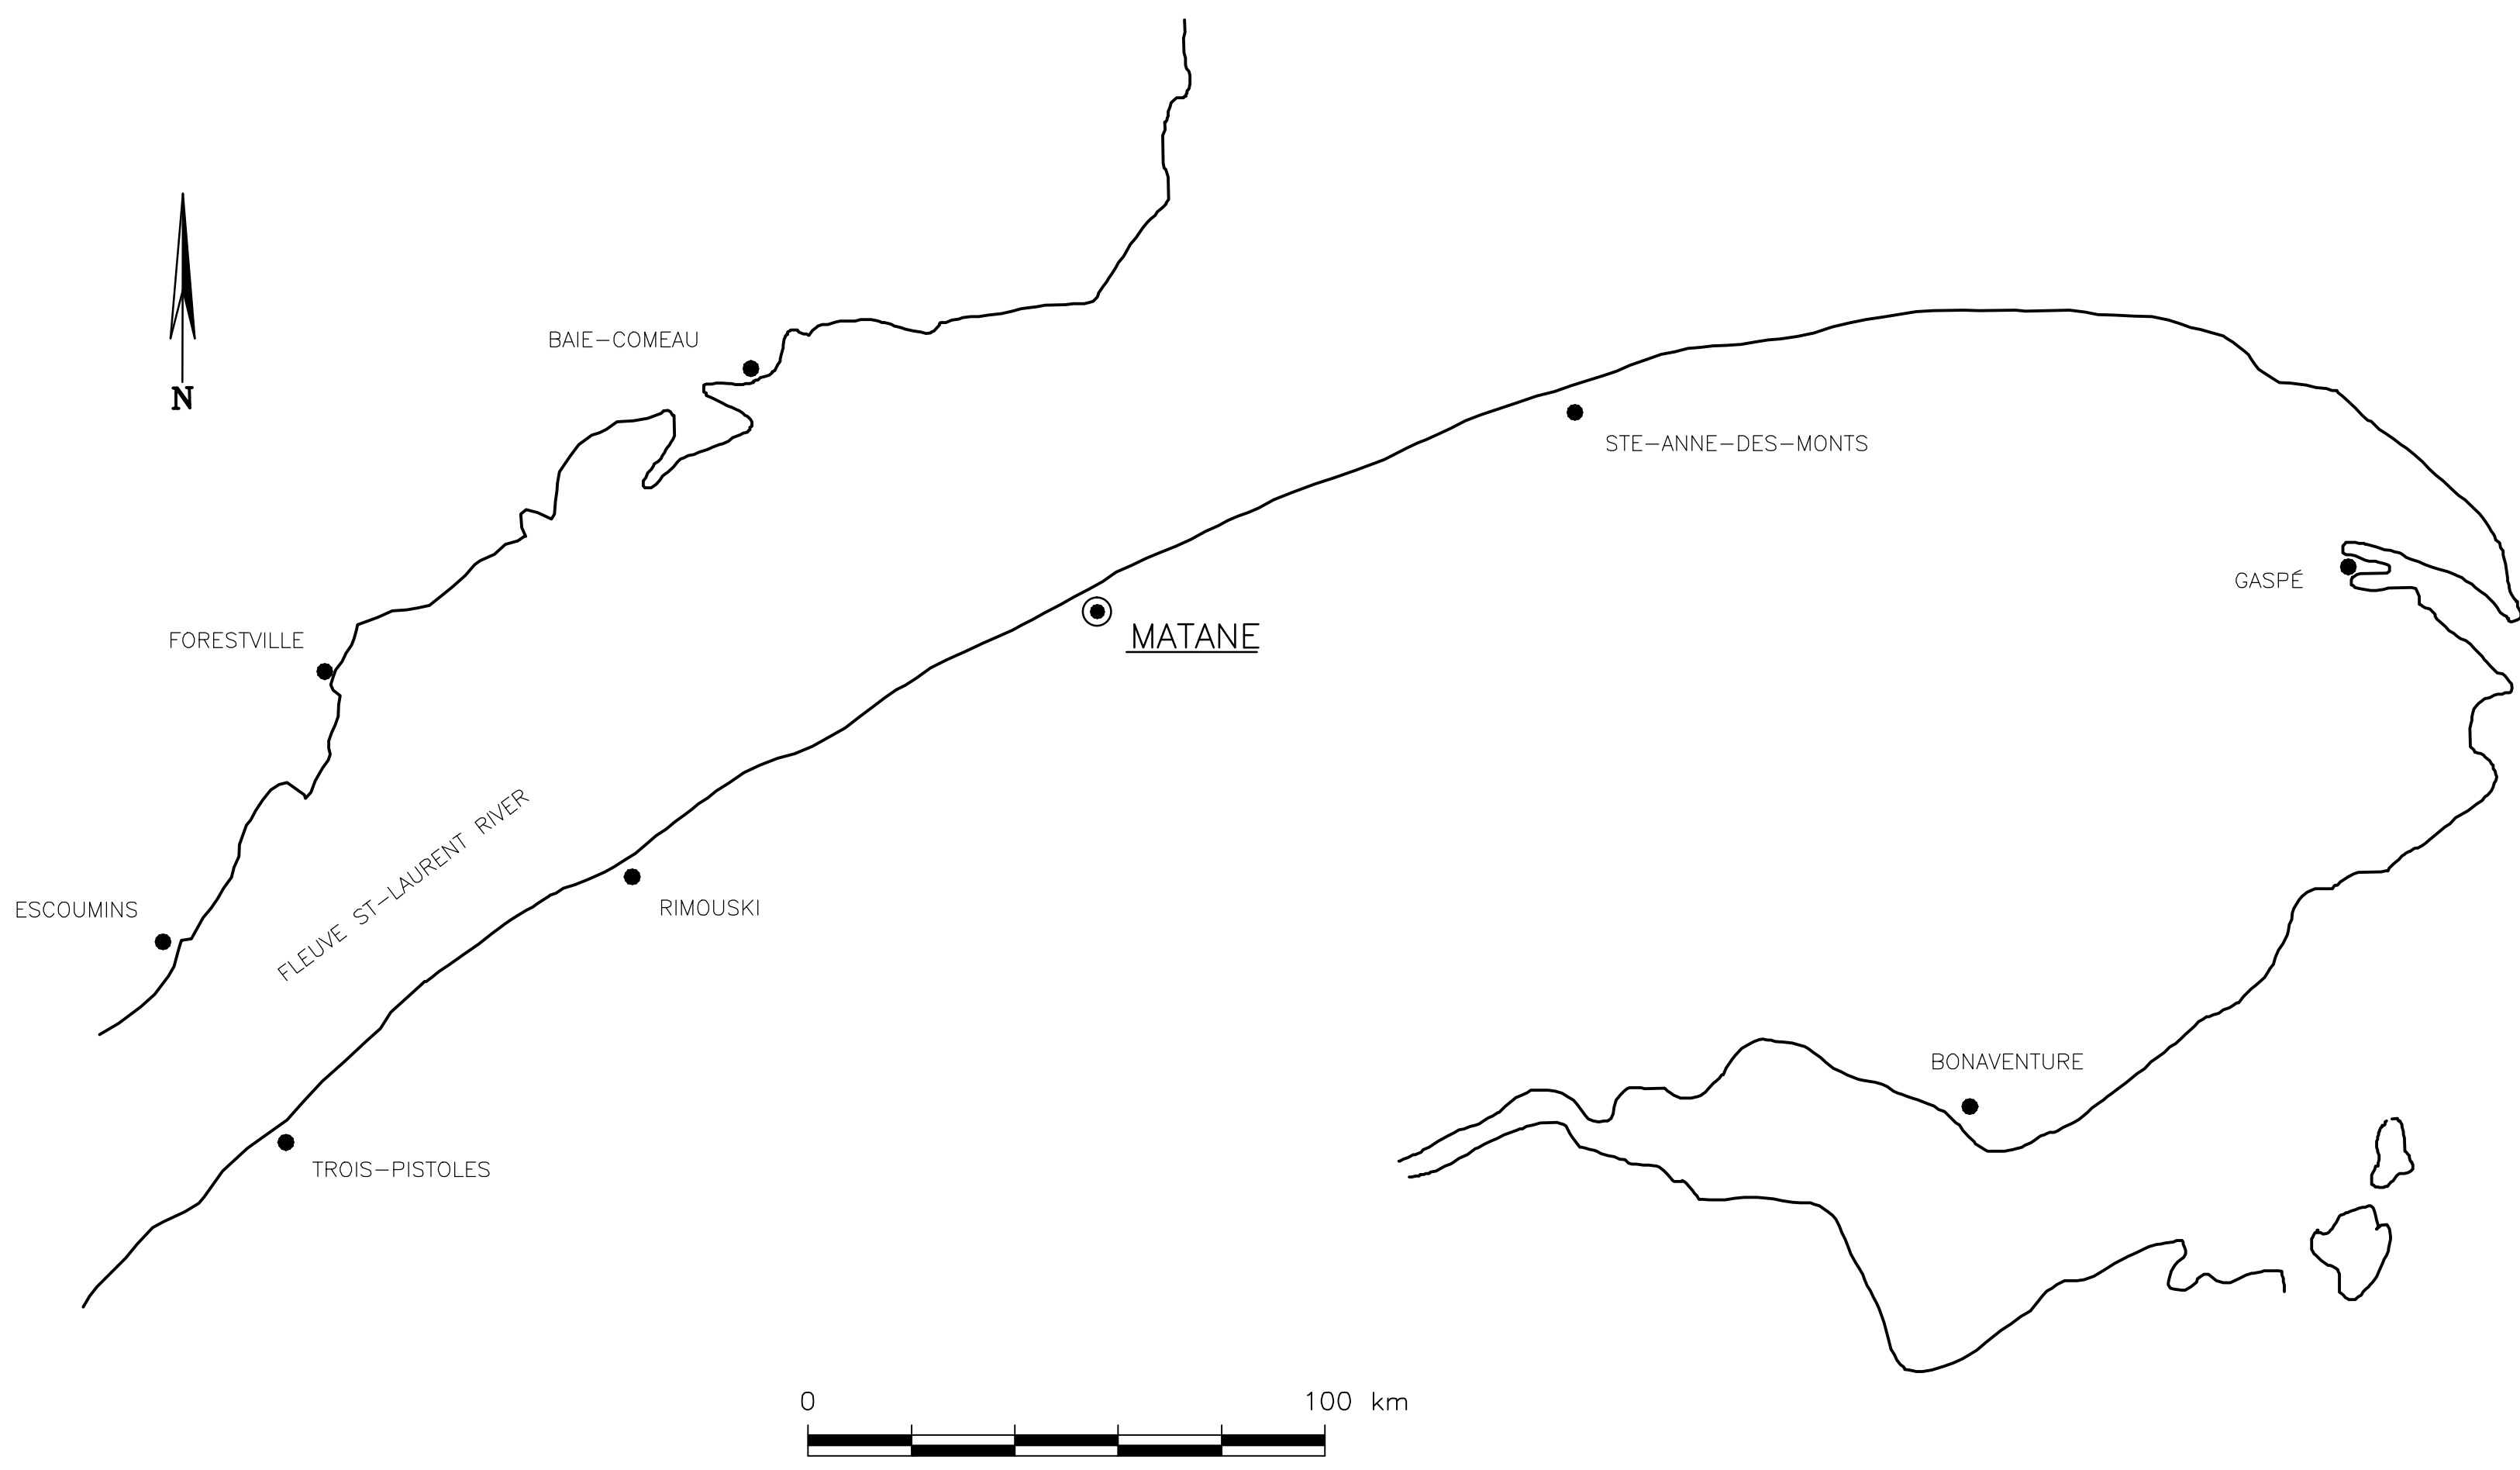 BAIE-COMEAU
N
STE-ANNE-DES-MONTS
GASPÉ
FORESTVILLE
MATANE
FLEUVE ST-LAURENT RIVER
ESCOUMINS
RIMOUSKI
BONAVENTURE
TROIS-PISTOLES
0 100 km